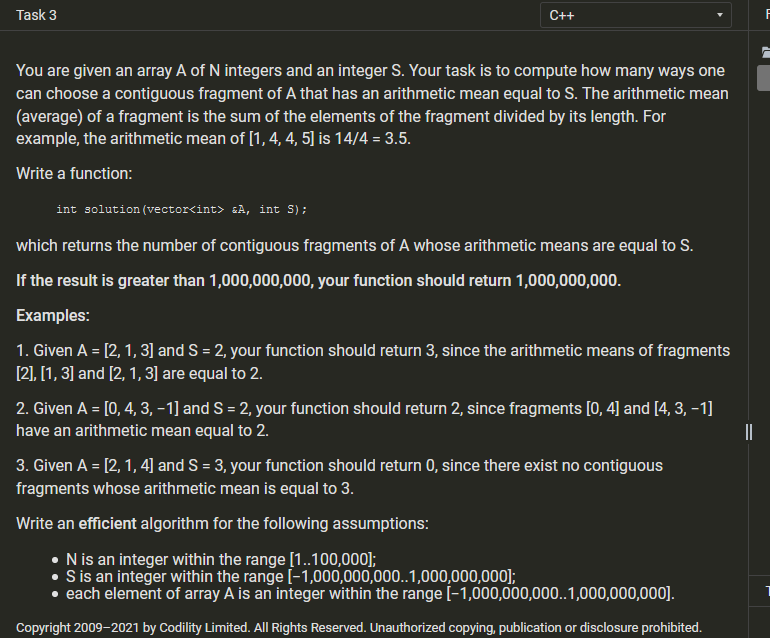 Task 3
C++
You are given an array A of N integers and an integer S. Your task is to compute how many ways one
can choose a contiguous fragment of A that has an arithmetic mean equal to S. The arithmetic mean
(average) of a fragment is the sum of the elements of the fragment divided by its length. For
example, the arithmetic mean of [1, 4, 4, 5] is 14/4 = 3.5.
Write a function:
int solution(vector<int> &A, int S);
which returns the number of contiguous fragments of A whose arithmetic means are equal to S.
If the result is greater than 1,000,000,000, your function should return 1,000,000,000.
Examples:
1. Given A = [2, 1, 3] and S = 2, your function should return 3, since the arithmetic means of fragments
[2], [1, 3] and [2, 1, 3] are equal to 2.
2. Given A = [0, 4, 3, −1] and S = 2, your function should return 2, since fragments [0, 4] and [4, 3, −1]
have an arithmetic mean equal to 2.
3. Given A = [2, 1, 4] and S = 3, your function should return 0, since there exist no contiguous
fragments whose arithmetic mean is equal to 3.
Write an efficient algorithm for the following assumptions:
• N is an integer within the range [1..100,000];
• S is an integer within the range [−1,000,000,000..1,000,000,000];
• each element of array A is an integer within the range [−1,000,000,000..1,000,000,000].
Copyright 2009–2021 by Codility Limited. All Rights Reserved. Unauthorized copying, publication or disclosure prohibited.